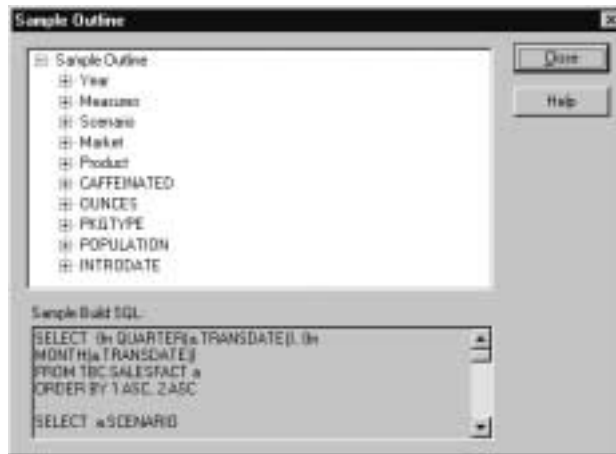 Sample Outline
Sample Outline
Year
Measures
Scenario
Market
Product
CAFFEINATED
OUNCES
PKGTYPE
POPULATION
INTRODATE
Close
Help
Sample Build SQL:
SELECT {fn QUARTER(a.TRANSDATE)}, {fn
MONTH(a.TRANSDATE)}
FROM TBC.SALESFACT a
ORDER BY 1 ASC, 2 ASC
SELECT a.SCENARIO